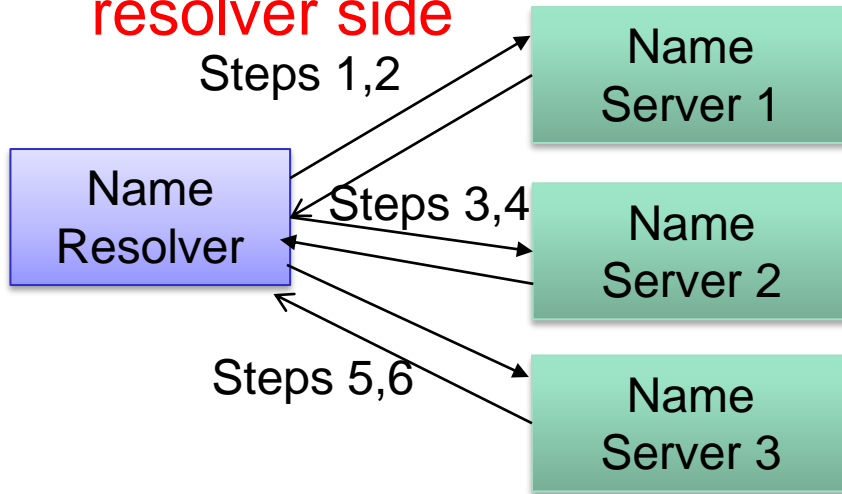 resolver side
Steps 1,2
Name
Server 1
Name
Resolver
Steps 3,4
Name
Server 2
Steps 5,6
Name
Server 3